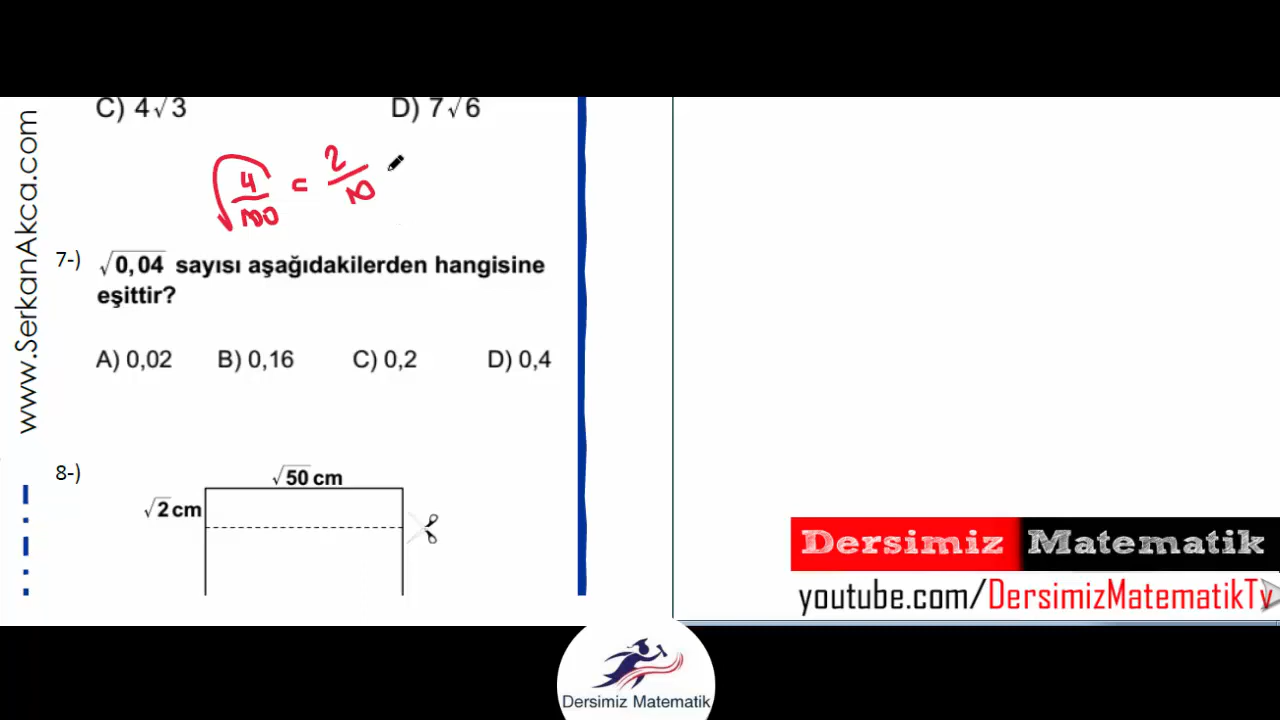 www.SerkanAkca.com
C) 4√3 D) 7√6
√4/100 = 2/10
7-) √0,04 sayısı aşağıdakilerden hangisine
eşittir?
A) 0,02 B) 0,16 C) 0,2 D) 0,4
8-)
√50 cm
√2 cm
Dersimiz Matematik
youtube.com/DersimizMatematikTv
Dersimiz Matematik